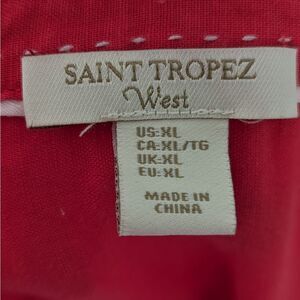 SAINT TROPEZ
West
US:XL
CA:XL/TG
UK:XL
EU:XL
MADE IN
CHINA